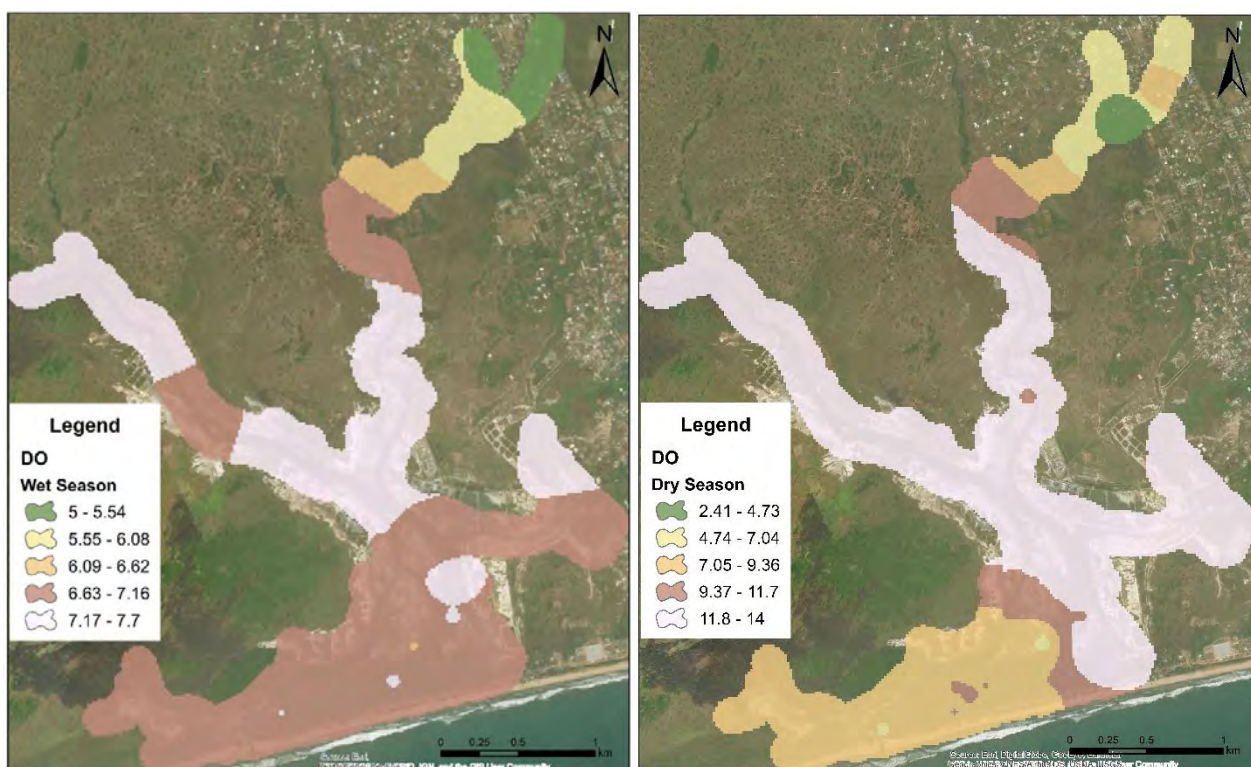 N
Legend
DO
Wet Season
5 - 5.54
5.55 - 6.08
6.09 - 6.62
6.63 - 7.16
7.17 - 7.7
0 0.25 0.5 1
km
N
Legend
DO
Dry Season
2.41 - 4.73
4.74 - 7.04
7.05 - 9.36
9.37 - 11.7
11.8 - 14
0 0.25 0.5 1
km